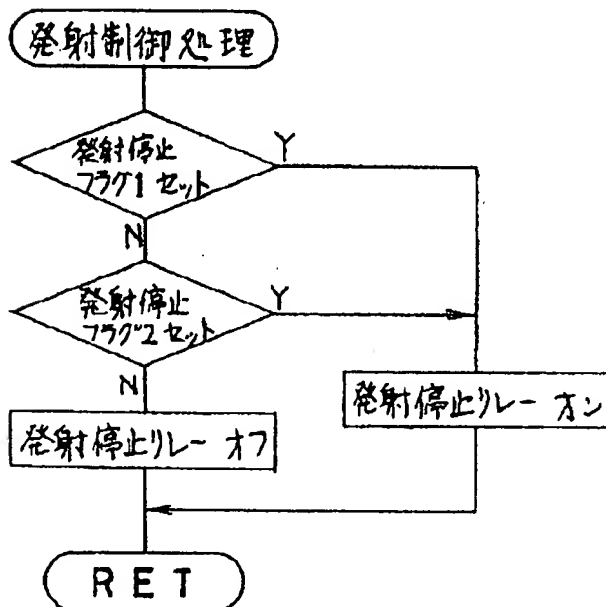 発射制御処理
発射停止
フラグ1 セット
Y
N
発射停止
フラグ2 セット
Y
N
発射停止リレー オン
発射停止リレー オフ
RET